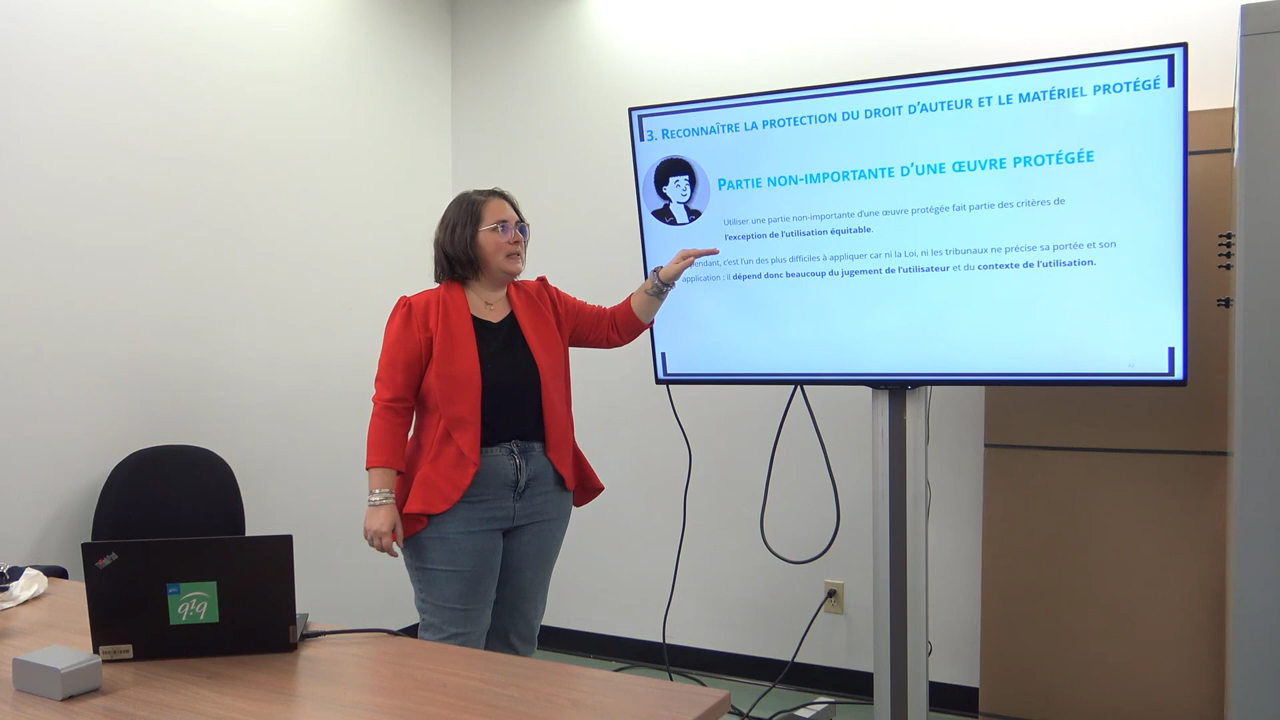 3. RECONNAÎTRE LA PROTECTION DU DROIT D'AUTEUR ET LE MATÉRIEL PROTÉGÉ
PARTIE NON-IMPORTANTE D'UNE ŒUVRE PROTÉGÉE
Utiliser une partie non-importante d'une œuvre protégée fait partie des critères de
l'exception de l'utilisation équitable.
pendant, c'est l'un des plus difficiles à appliquer car ni la Loi, ni les tribunaux ne précise sa portée et son
application : il dépend donc beaucoup du jugement de l'utilisateur et du contexte de l'utilisation.
ThinkPad
bib